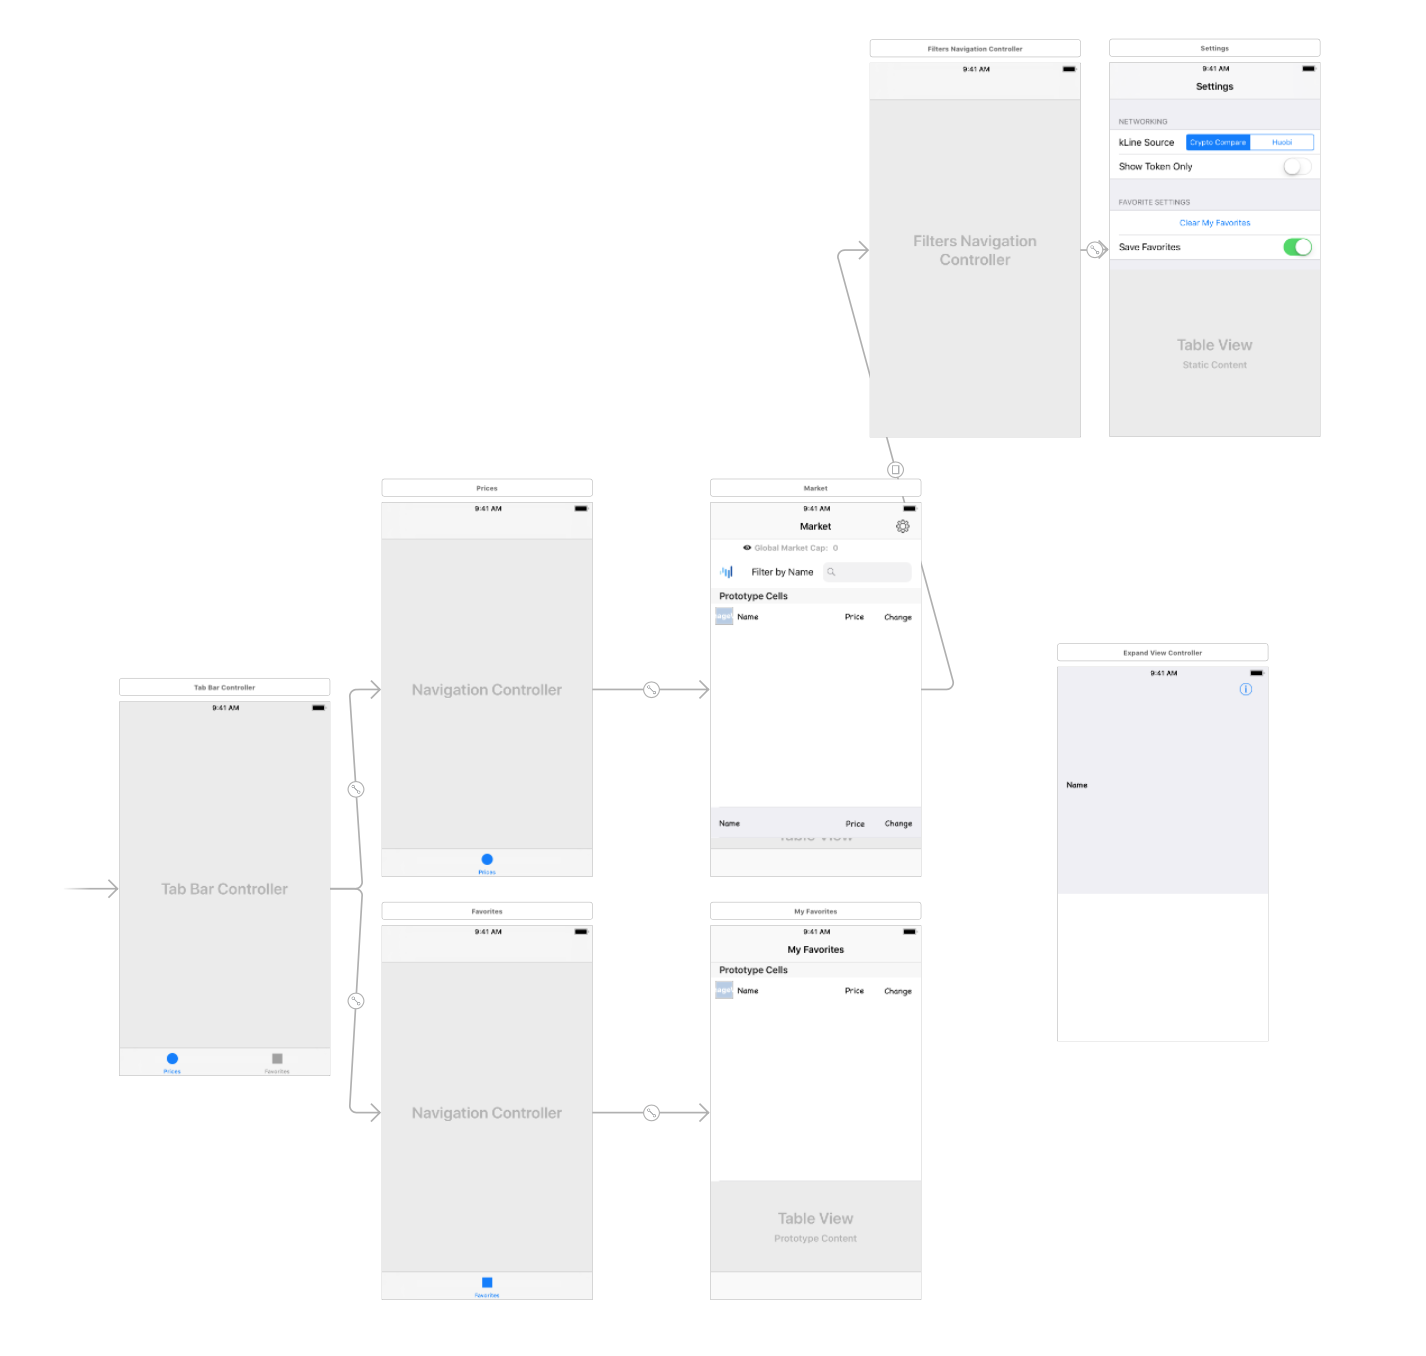 Filters Navigation Controller
9:41 AM
Filters Navigation
Controller
Settings
9:41 AM
Settings
NETWORKING
kLine Source Crypto Compare Huobi
Show Token Only
FAVORITE SETTINGS
Clear My Favorites
Save Favorites
Table View
Static Content
Prices
9:41 AM
Navigation Controller
Prices
Market
9:41 AM
Market
Global Market Cap: 0
Filter by Name
Prototype Cells
Name Price Change
Name Price Change
Table View
Expand View Controller
9:41 AM
Name
Tab Bar Controller
9:41 AM
Tab Bar Controller
Prices Favorites
Favorites
9:41 AM
Navigation Controller
Favorites
My Favorites
9:41 AM
My Favorites
Prototype Cells
Name Price Change
Table View
Prototype Content